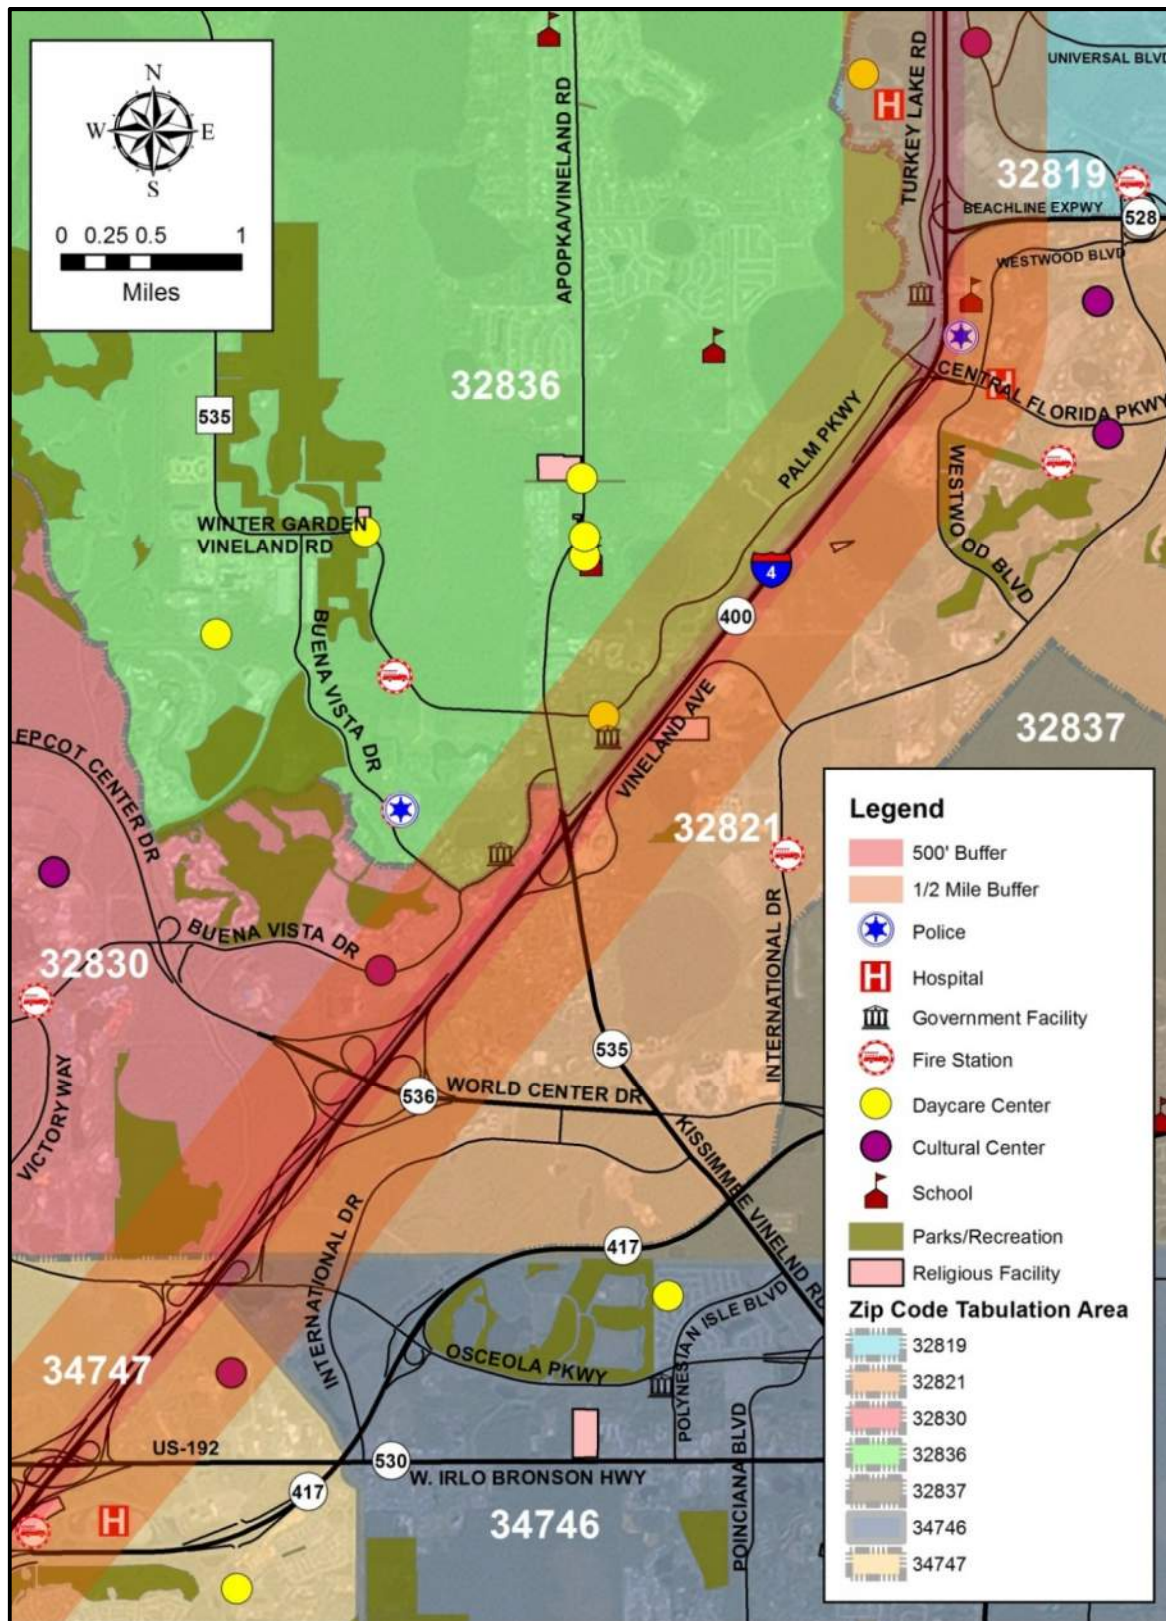 N
W E
S
0 0.25 0.5 1
Miles
APOPKA/VINELAND RD
TURKEY LAKE RD
UNIVERSAL BLVD
H
32819
BEACHLINE EXPWY
528
WESTWOOD BLVD
32836
535
PALM PKWY
CENTRAL FLORIDA PKWY
H
WESTWOOD BLVD
WINTER GARDEN
VINELAND RD
4
400
BUENA VISTA DR
VINELAND AVE
32837
EPCOT CENTER DR
32821
INTERNATIONAL DR
BUENA VISTA DR
32830
VICTORY WAY
535
536
WORLD CENTER DR
KISSIMMEE VINELND RD
INTERNATIONAL DR
417
POLYNESIAN ISLE BLVD
OSCEOLA PKWY
34747
US-192
530
W. IRLO BRONSON HWY
POINCIANA BLVD
417
H
34746
Legend
500' Buffer
1/2 Mile Buffer
Police
H Hospital
Government Facility
Fire Station
Daycare Center
Cultural Center
School
Parks/Recreation
Religious Facility
Zip Code Tabulation Area
32819
32821
32830
32836
32837
34746
34747